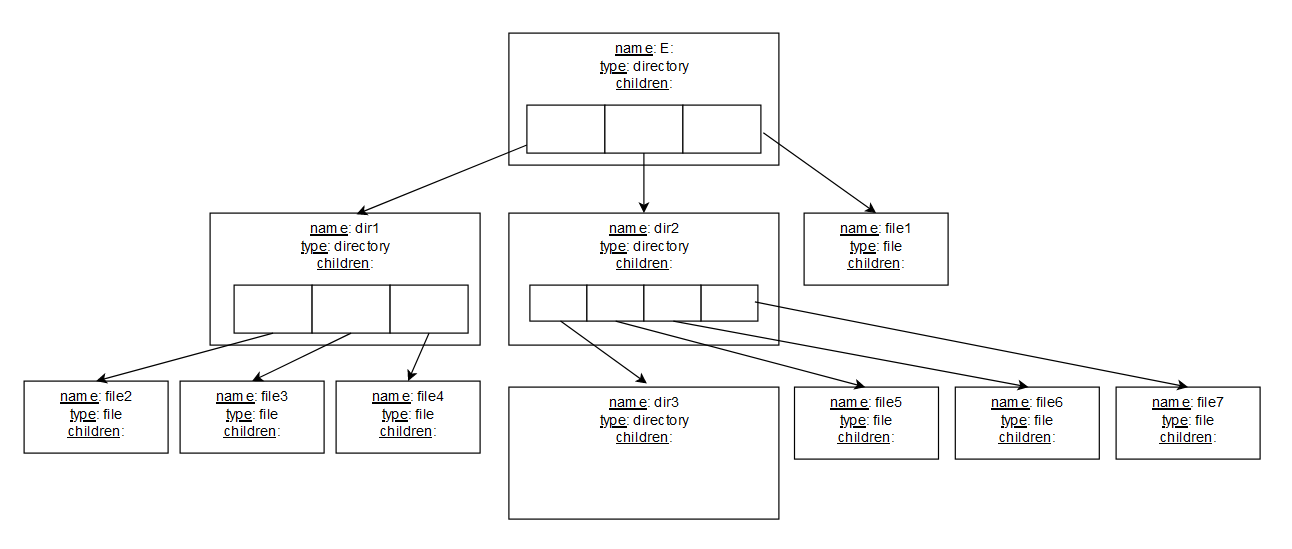 name: E:
type: directory
children:
name: dir1
type: directory
children:
name: dir2
type: directory
children:
name: file1
type: file
children:
name: file2
type: file
children:
name: file3
type: file
children:
name: file4
type: file
children:
name: dir3
type: directory
children:
name: file5
type: file
children:
name: file6
type: file
children:
name: file7
type: file
children: